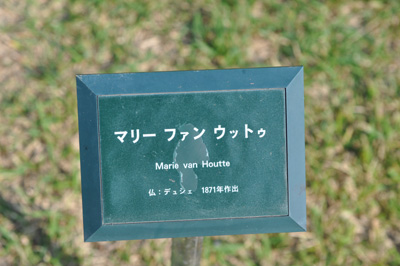 マリー ファン ウットゥ
Marie van Houtte
仏：デュシェ 1871年作出